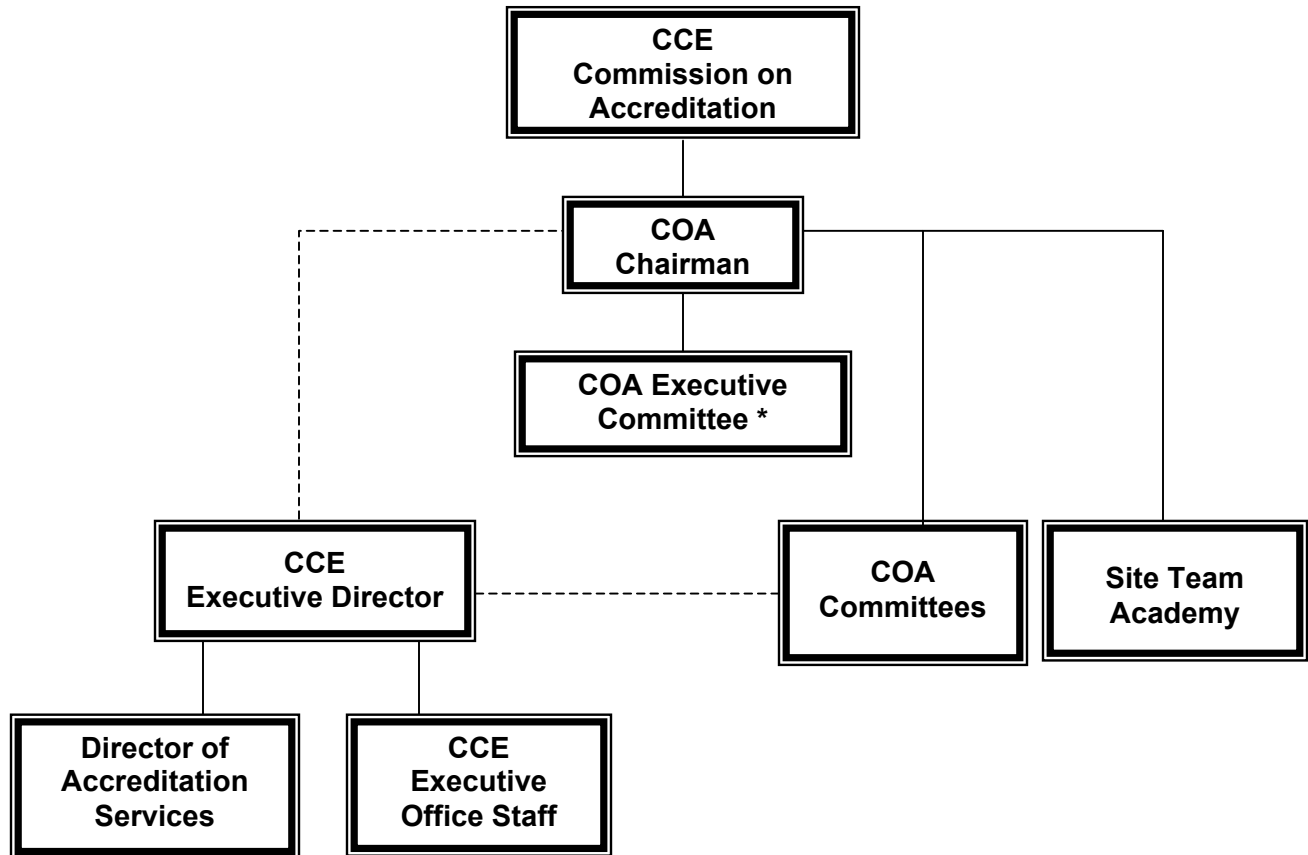 CCE
Commission on
Accreditation
COA
Chairman
COA Executive
Committee *
CCE
Executive Director
COA
Committees
Site Team
Academy
Director of
Accreditation
Services
CCE
Executive
Office Staff